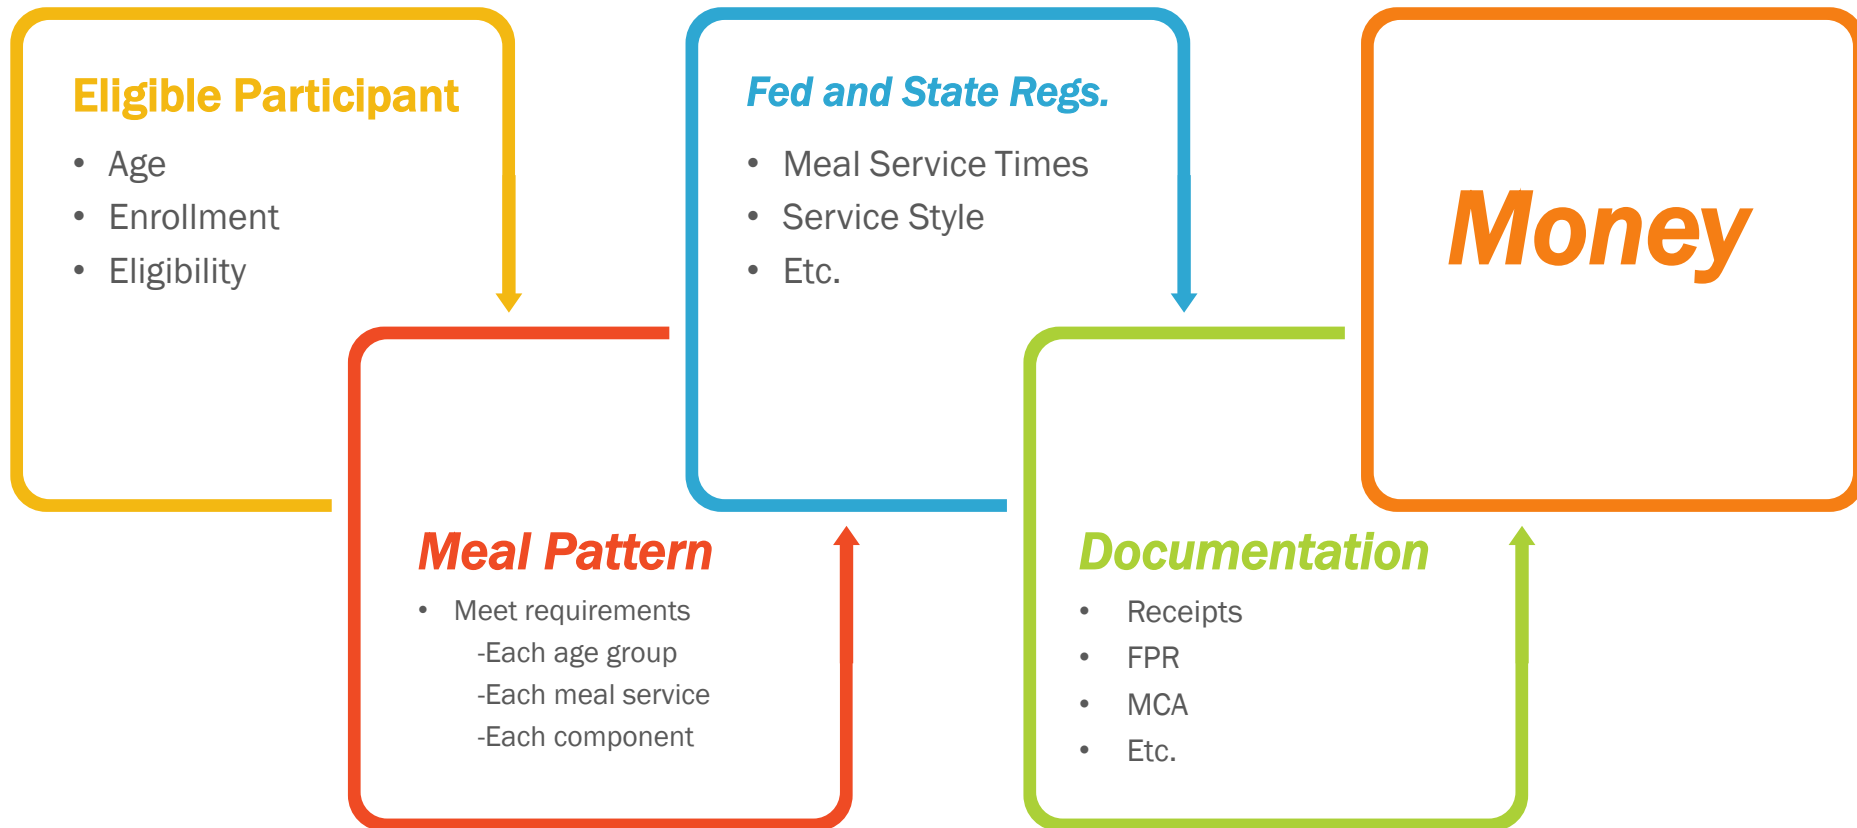 Eligible Participant
• Age
• Enrollment
• Eligibility
Meal Pattern
• Meet requirements
-Each age group
-Each meal service
-Each component
Fed and State Regs.
• Meal Service Times
• Service Style
• Etc.
Documentation
• Receipts
• FPR
• MCA
• Etc.
Money